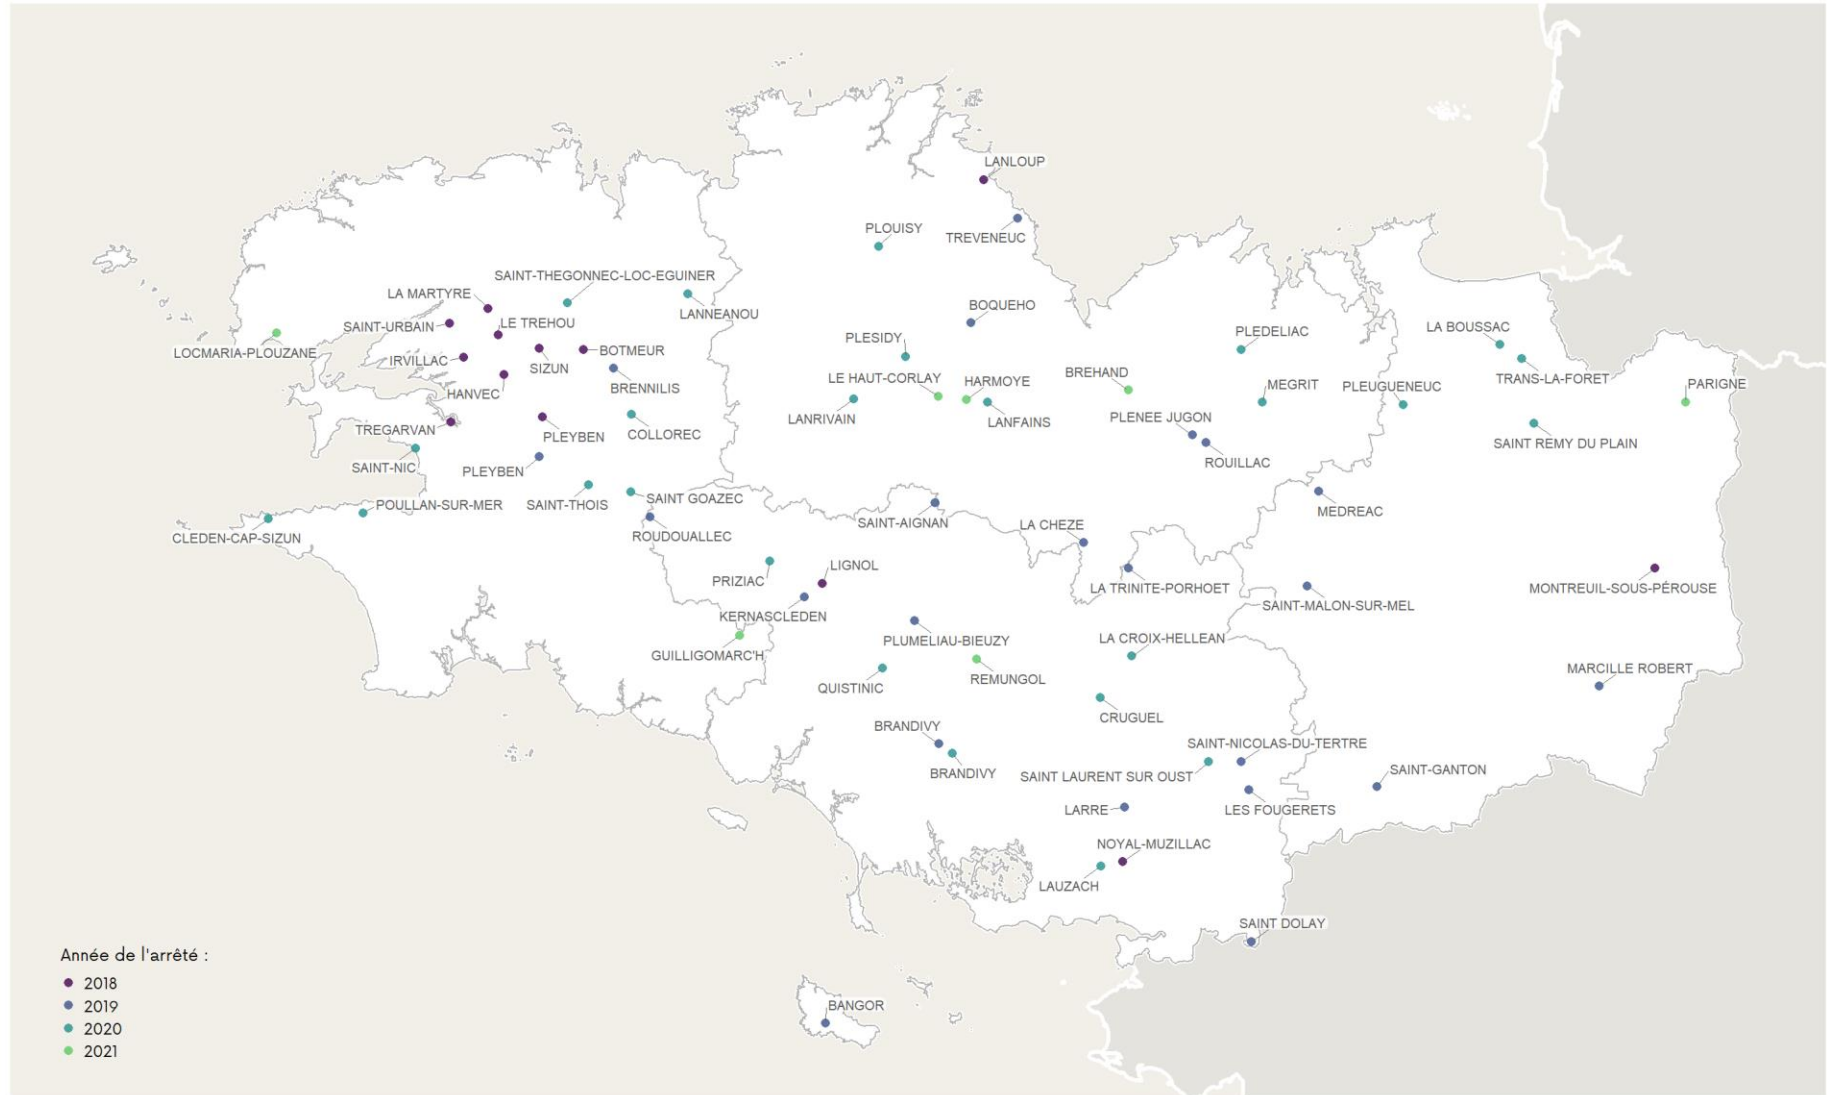 LANLOUP
PLOUISY
TREVENEUC
SAINT-THEGONNEC-LOC-EGUINER
LA MARTYRE
LANNEANOU
BOQUEHO
SAINT-URBAIN
LE TREHOU
LA BOUSSAC
PLEDELIAC
PLESIDY
LOCMARIA-PLOUZANE
IRVILLAC
BOTMEUR
SIZUN
BREHAND
LE HAUT-CORLAY
HARMOYE
TRANS-LA-FORET
MEGRIT
PLEUGUENEUC
PARIGNE
BRENNILIS
HANVEC
PLENEE JUGON
LANRIVAIN
LANFAINS
TREGARVAN
PLEYBEN
COLLOREC
SAINT REMY DU PLAIN
ROUILLAC
SAINT-NIC
PLEYBEN
SAINT GOAZEC
POULLAN-SUR-MER
SAINT-THOIS
MEDREAC
SAINT-AIGNAN
LA CHEZE
CLEDEN-CAP-SIZUN
ROUDOUALLEC
LIGNOL
PRIZIAC
LA TRINITE-PORHOET
MONTREUIL-SOUS-PÉROUSE
SAINT-MALON-SUR-MEL
KERNASCLEDEN
PLUMELIAU-BIEUZY
LA CROIX-HELLEAN
GUILLIGOMARC'H
MARCILLE ROBERT
REMUNGOL
QUISTINIC
CRUGUEL
BRANDIVY
SAINT-NICOLAS-DU-TERTRE
SAINT-GANTON
BRANDIVY
SAINT LAURENT SUR OUST
LARRE
LES FOUGERETS
NOYAL-MUZILLAC
LAUZACH
SAINT DOLAY
BANGOR
Année de l'arrêté :
2018
2019
2020
2021